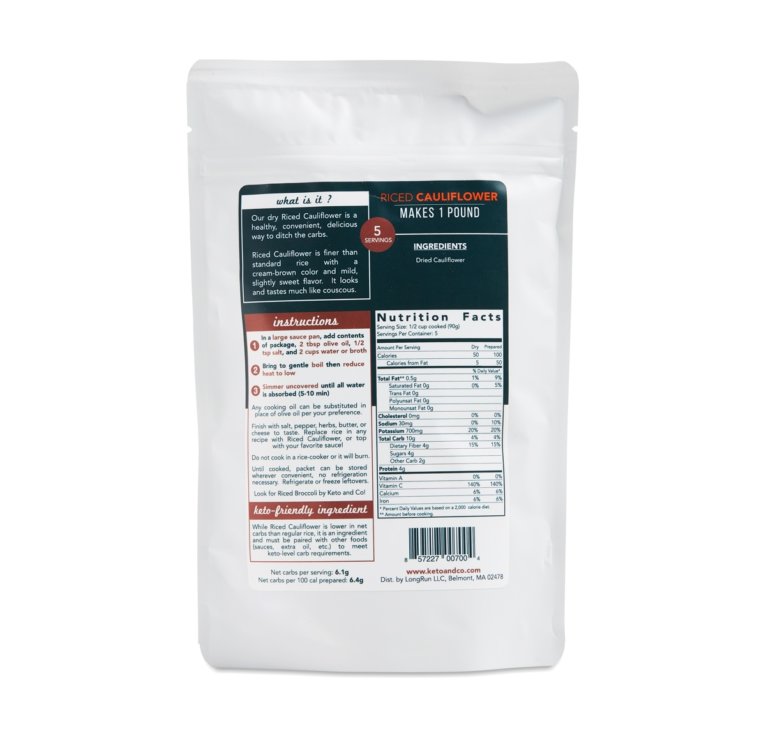 what is it ?
Our dry Riced Cauliflower is a
healthy, convenient, delicious
way to ditch the carbs.
Riced Cauliflower is finer than
standard rice with a
cream-brown color and mild,
slightly sweet flavor. It looks
and tastes much like couscous.
RICED CAULIFLOWER
MAKES 1 POUND
5
SERVINGS
INGREDIENTS
Dried Cauliflower
instructions
1 In a large sauce pan, add contents
of package, 2 tbsp olive oil, 1/2
tsp salt, and 2 cups water or broth
2 Bring to gentle boil then reduce
heat to low
3 Simmer uncovered until all water
is absorbed (5-10 min)
Any cooking oil can be substituted in
place of olive oil per your preference.
Finish with salt, pepper, herbs, butter, or
cheese to taste. Replace rice in any
recipe with Riced Cauliflower, or top
with your favorite sauce!
Do not cook in a rice-cooker or it will burn.
Until cooked, packet can be stored
wherever convenient, no refrigeration
necessary. Refrigerate or freeze leftovers.
Look for Riced Broccoli by Keto and Co!
keto-friendly ingredient
While Riced Cauliflower is lower in net
carbs than regular rice, it is an ingredient
and must be paired with other foods
(sauces, extra oil, etc.) to meet
keto-level carb requirements.
Net carbs per serving: 6.1g
Net carbs per 100 cal prepared: 6.4g
Nutrition Facts
Serving Size: 1/2 cup cooked (90g)
Servings Per Container: 5
Amount Per Serving Dry Prepared
Calories 50 100
Calories from Fat 5 50
% Daily Value*
Total Fat** 0.5g 1% 9%
Saturated Fat 0g 0% 5%
Trans Fat 0g
Polyunsat Fat 0g
Monounsat Fat 0g
Cholesterol 0mg 0% 0%
Sodium 30mg 0% 10%
Potassium 700mg 20% 20%
Total Carb 10g 4% 4%
Dietary Fiber 4g 15% 15%
Sugars 4g
Other Carb 2g
Protein 4g
Vitamin A 0% 0%
Vitamin C 140% 140%
Calcium 6% 6%
Iron 6% 6%
* Percent Daily Values are based on a 2,000 calorie diet.
** Amount before cooking.
8 57227 00700 4
www.ketoandco.com
Dist. by LongRun LLC, Belmont, MA 02478